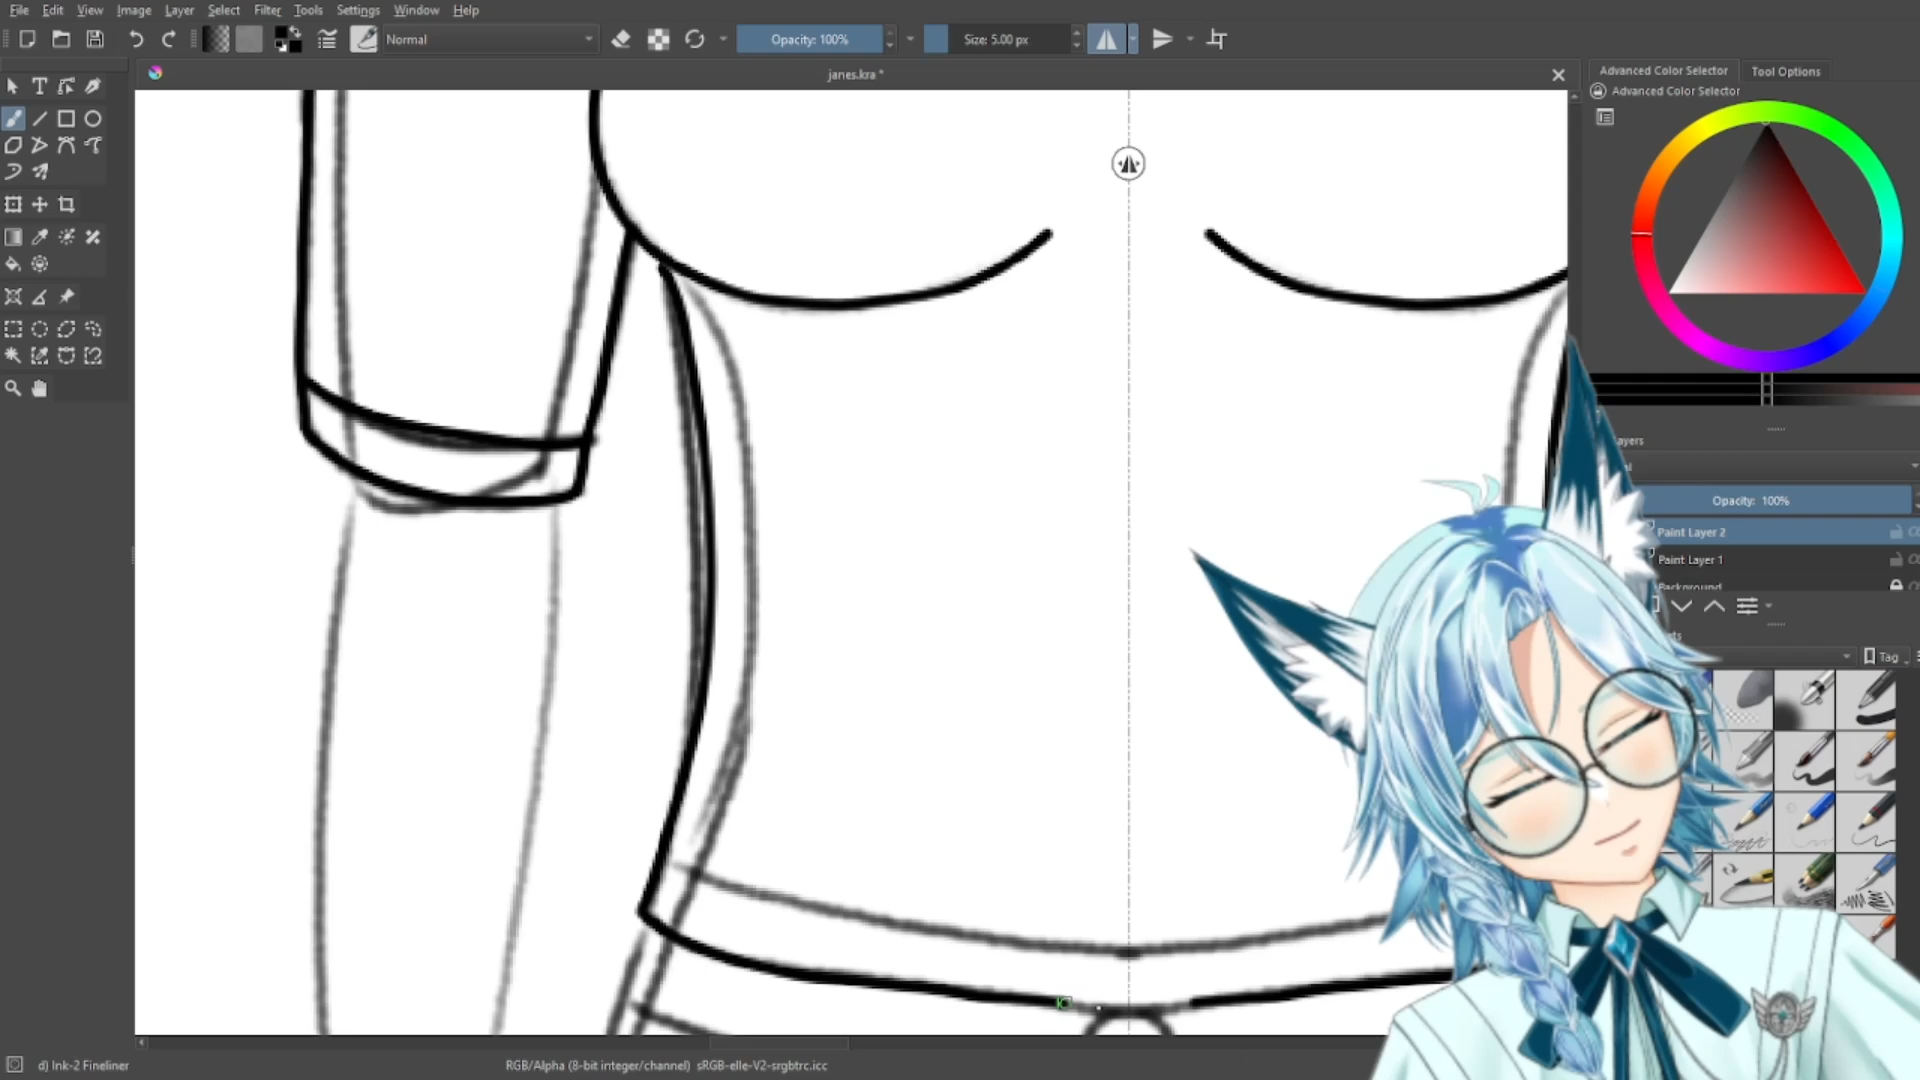 File Edit View Image Layer Select Filter Tools Settings Window Help
Normal Opacity: 100% Size: 5.00 px
janes.kra *
Advanced Color Selector Tool Options
Advanced Color Selector
ayers
Opacity: 100%
Paint Layer 2
Paint Layer 1
Background
Tag
d) Ink-2 Fineliner RGB/Alpha (8-bit integer/channel) sRGB-elle-V2-srgbtrc.icc